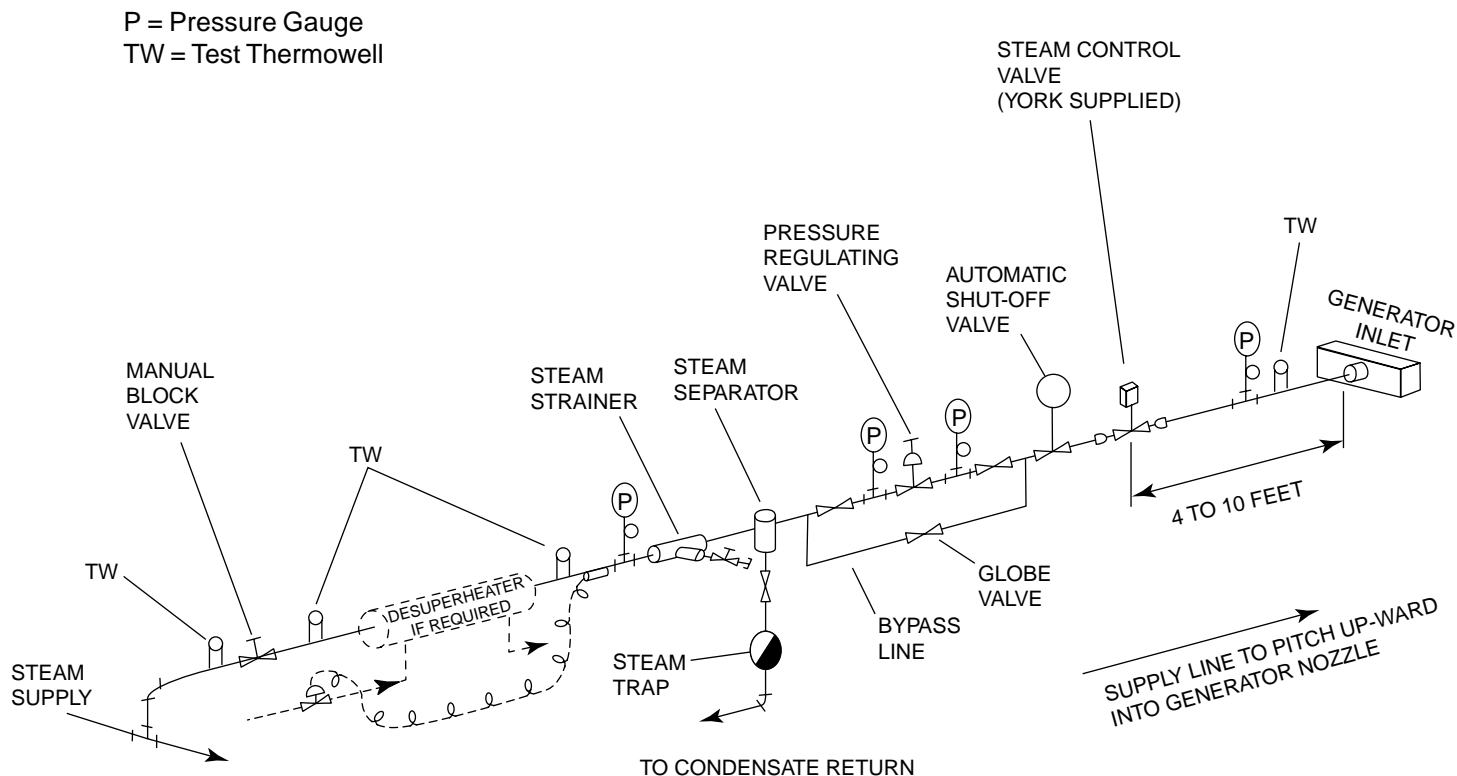 P = Pressure Gauge
TW = Test Thermowell
STEAM CONTROL
VALVE
(YORK SUPPLIED)
PRESSURE
REGULATING
VALVE
AUTOMATIC
SHUT-OFF
VALVE
TW
GENERATOR
INLET
MANUAL
BLOCK
VALVE
STEAM
STRAINER
STEAM
SEPARATOR
P
P
P
P
TW
TW
4 TO 10 FEET
DESUPERHEATER
IF REQUIRED
GLOBE
VALVE
BYPASS
LINE
STEAM
TRAP
STEAM
SUPPLY
SUPPLY LINE TO PITCH UP-WARD
INTO GENERATOR NOZZLE
TO CONDENSATE RETURN